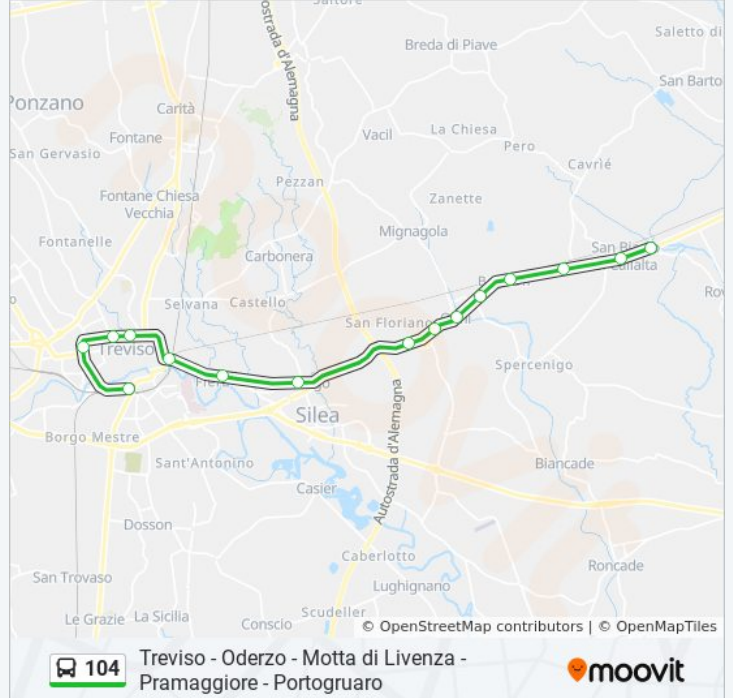 Saltore
Autostrada d'Alemagna
Breda di Piave
Saletto di
San Barto
Ponzano
Carità
Fontane
Vacil
La Chiesa
Pero
San Gervasio
Cavrié
Pezzan
Fontane Chiesa
Vecchia
Zanette
Mignagola
Fontanelle
San Bi
Carbonera
Callalta
Selvana
Castello
San Floriano
Treviso
Spercenigo
Silea
Autostrada d'Alemagna
Borgo Mestre
Sant'Antonino
Biancade
Casier
Dosson
Caberlotto
Roncade
San Trovaso
Lughignano
Le Grazie
La Sicilia
Scudeller
Conscio
© OpenStreetMap contributors | © OpenMapTiles
104
Treviso - Oderzo - Motta di Livenza -
Pramaggiore - Portogruaro
moovit